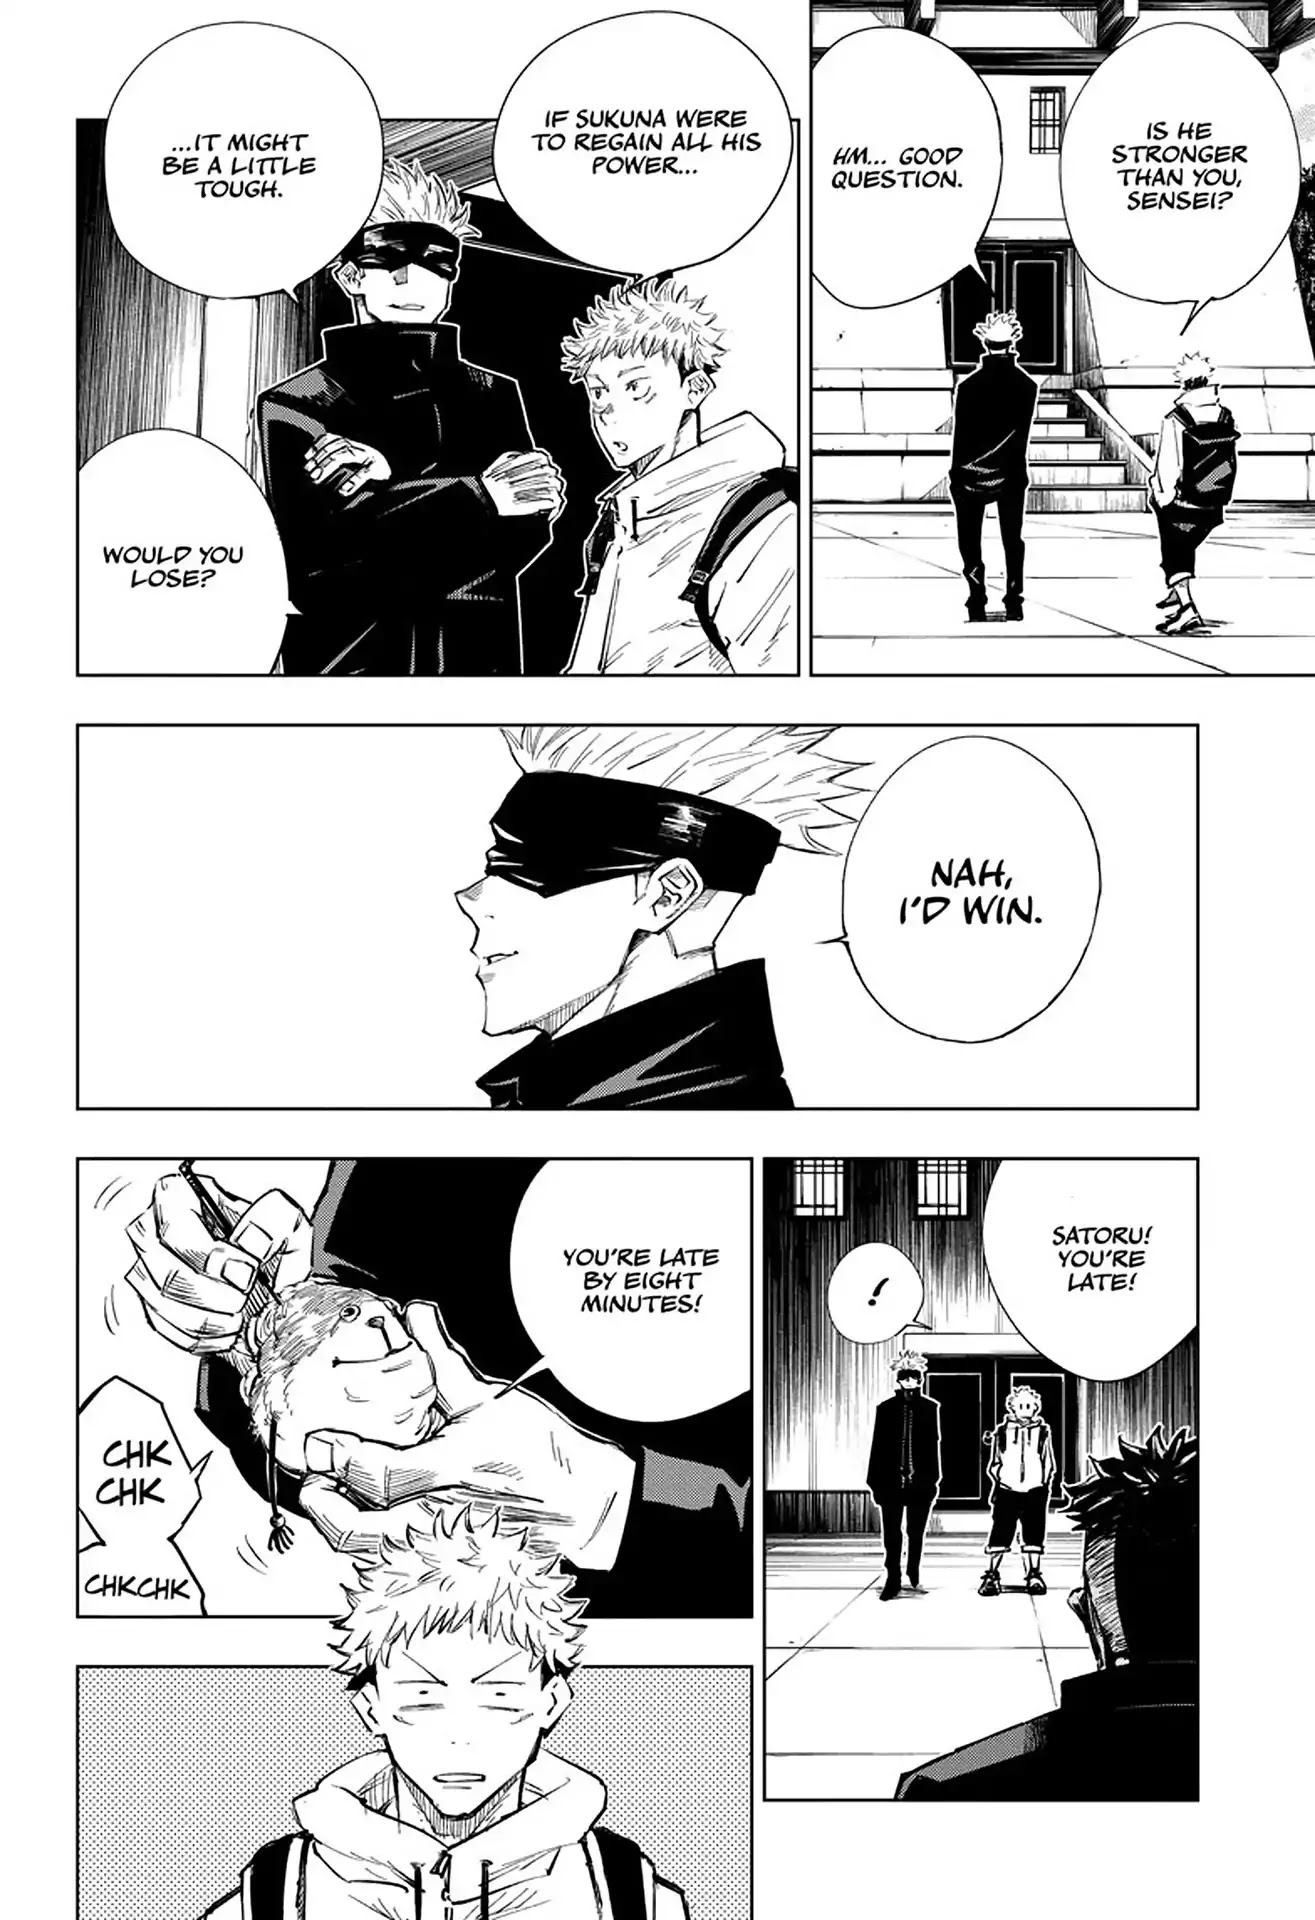 IS HE
STRONGER
THAN YOU,
SENSEI?
HM... GOOD
QUESTION.
IF SUKUNA WERE
TO REGAIN ALL HIS
POWER...
...IT MIGHT
BE A LITTLE
TOUGH.
WOULD YOU
LOSE?
NAH,
I'D WIN.
SATORU!
YOU'RE
LATE!
!
YOU'RE LATE
BY EIGHT
MINUTES!
CHK
CHK
CHKCHK